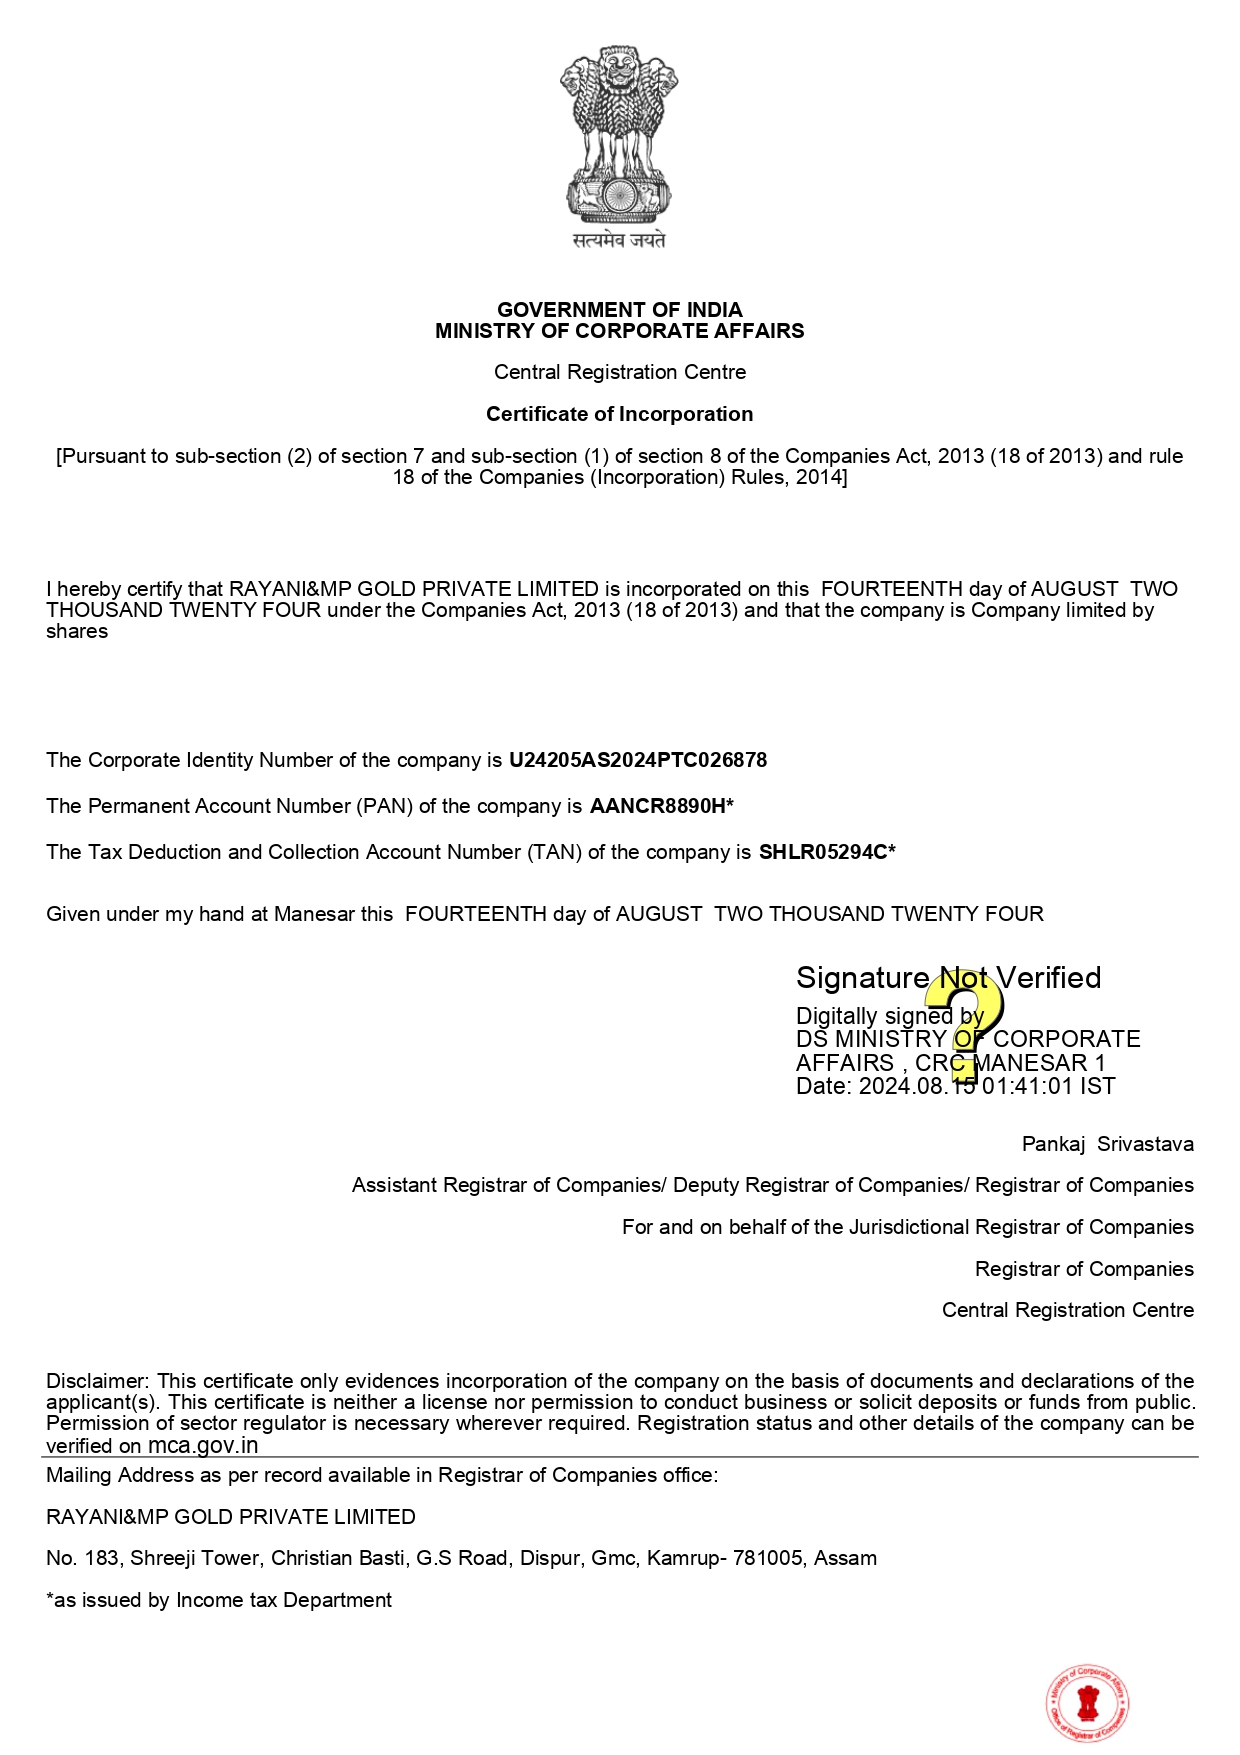 सत्यमेव जयते
GOVERNMENT OF INDIA
MINISTRY OF CORPORATE AFFAIRS
Central Registration Centre
Certificate of Incorporation
[Pursuant to sub-section (2) of section 7 and sub-section (1) of section 8 of the Companies Act, 2013 (18 of 2013) and rule
18 of the Companies (Incorporation) Rules, 2014]
I hereby certify that RAYANI&MP GOLD PRIVATE LIMITED is incorporated on this FOURTEENTH day of AUGUST TWO
THOUSAND TWENTY FOUR under the Companies Act, 2013 (18 of 2013) and that the company is Company limited by
shares
The Corporate Identity Number of the company is U24205AS2024PTC026878
The Permanent Account Number (PAN) of the company is AANCR8890H*
The Tax Deduction and Collection Account Number (TAN) of the company is SHLR05294C*
Given under my hand at Manesar this FOURTEENTH day of AUGUST TWO THOUSAND TWENTY FOUR
Signature Not Verified
Digitally signed by
DS MINISTRY OF CORPORATE
AFFAIRS , CRC MANESAR 1
Date: 2024.08.15 01:41:01 IST
Pankaj Srivastava
Assistant Registrar of Companies/ Deputy Registrar of Companies/ Registrar of Companies
For and on behalf of the Jurisdictional Registrar of Companies
Registrar of Companies
Central Registration Centre
Disclaimer: This certificate only evidences incorporation of the company on the basis of documents and declarations of the
applicant(s). This certificate is neither a license nor permission to conduct business or solicit deposits or funds from public.
Permission of sector regulator is necessary wherever required. Registration status and other details of the company can be
verified on mca.gov.in
Mailing Address as per record available in Registrar of Companies office:
RAYANI&MP GOLD PRIVATE LIMITED
No. 183, Shreeji Tower, Christian Basti, G.S Road, Dispur, Gmc, Kamrup- 781005, Assam
*as issued by Income tax Department
Ministry of Corporate Affairs
Office of Registrar of Companies